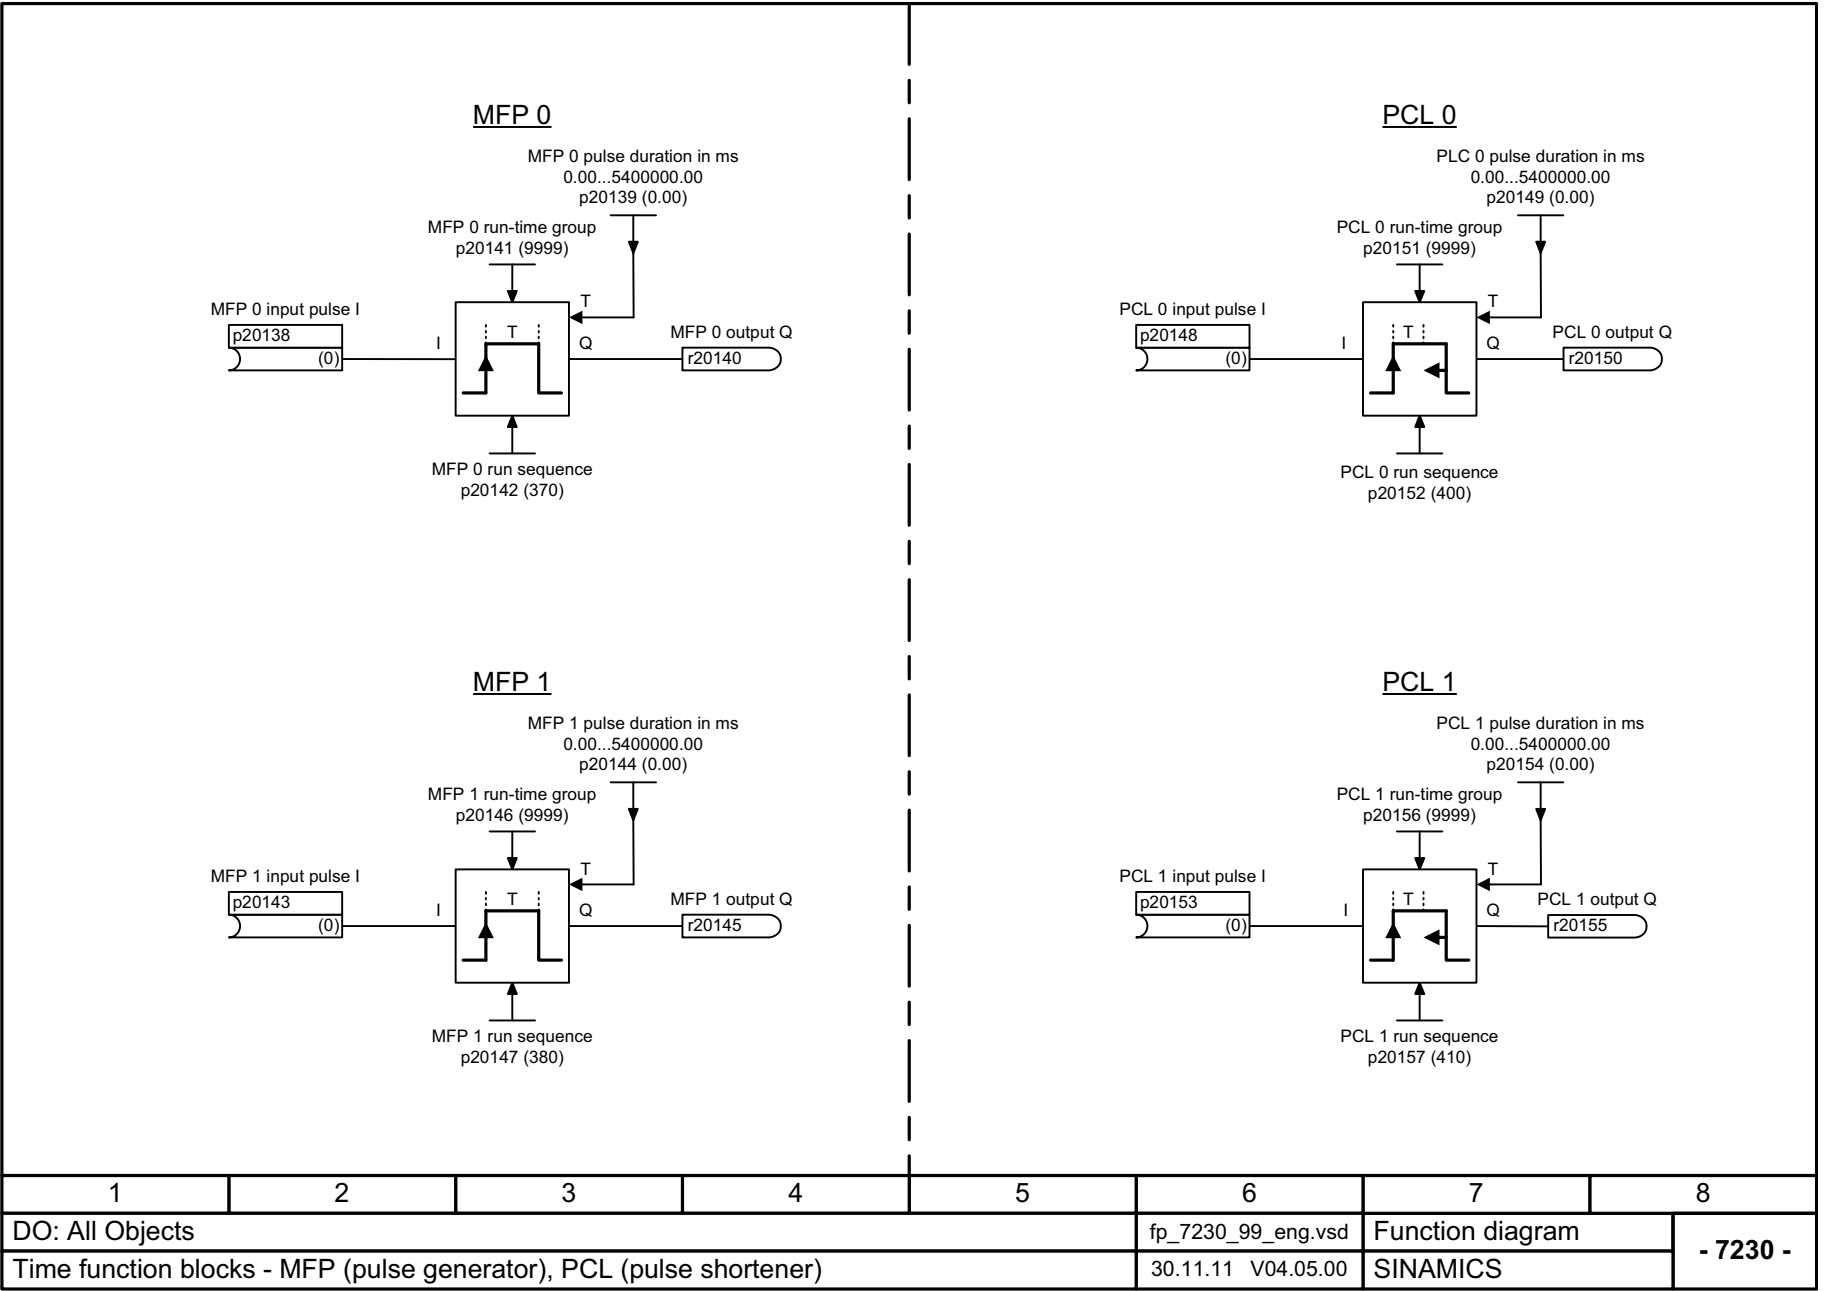 MFP 0
MFP 0 pulse duration in ms
0.00...5400000.00
p20139 (0.00)
MFP 0 run-time group
p20141 (9999)
MFP 0 input pulse I
p20138
(0)
I
T
T
Q
MFP 0 output Q
r20140
MFP 0 run sequence
p20142 (370)
PCL 0
PLC 0 pulse duration in ms
0.00...5400000.00
p20149 (0.00)
PCL 0 run-time group
p20151 (9999)
PCL 0 input pulse I
p20148
(0)
I
T
T
Q
PCL 0 output Q
r20150
PCL 0 run sequence
p20152 (400)
MFP 1
MFP 1 pulse duration in ms
0.00...5400000.00
p20144 (0.00)
MFP 1 run-time group
p20146 (9999)
MFP 1 input pulse I
p20143
(0)
I
T
T
Q
MFP 1 output Q
r20145
MFP 1 run sequence
p20147 (380)
PCL 1
PCL 1 pulse duration in ms
0.00...5400000.00
p20154 (0.00)
PCL 1 run-time group
p20156 (9999)
PCL 1 input pulse I
p20153
(0)
I
T
T
Q
PCL 1 output Q
r20155
PCL 1 run sequence
p20157 (410)
1 2 3 4 5 6 7 8
DO: All Objects
fp_7230_99_eng.vsd
Function diagram
- 7230 -
Time function blocks - MFP (pulse generator), PCL (pulse shortener)
30.11.11 V04.05.00
SINAMICS